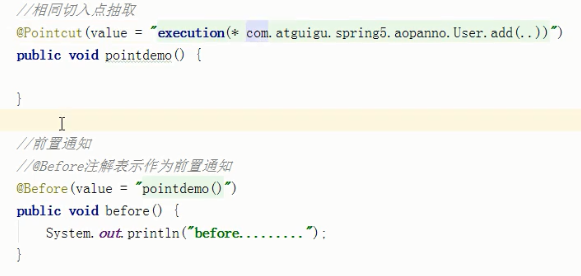 //相同切入点抽取
@Pointcut(value = "execution(* com.atguigu.spring5.aopanno.User.add(..))")
public void pointdemo() {
}
//前置通知
//@Before注解表示作为前置通知
@Before(value = "pointdemo()")
public void before() {
System.out.println("before.........");
}